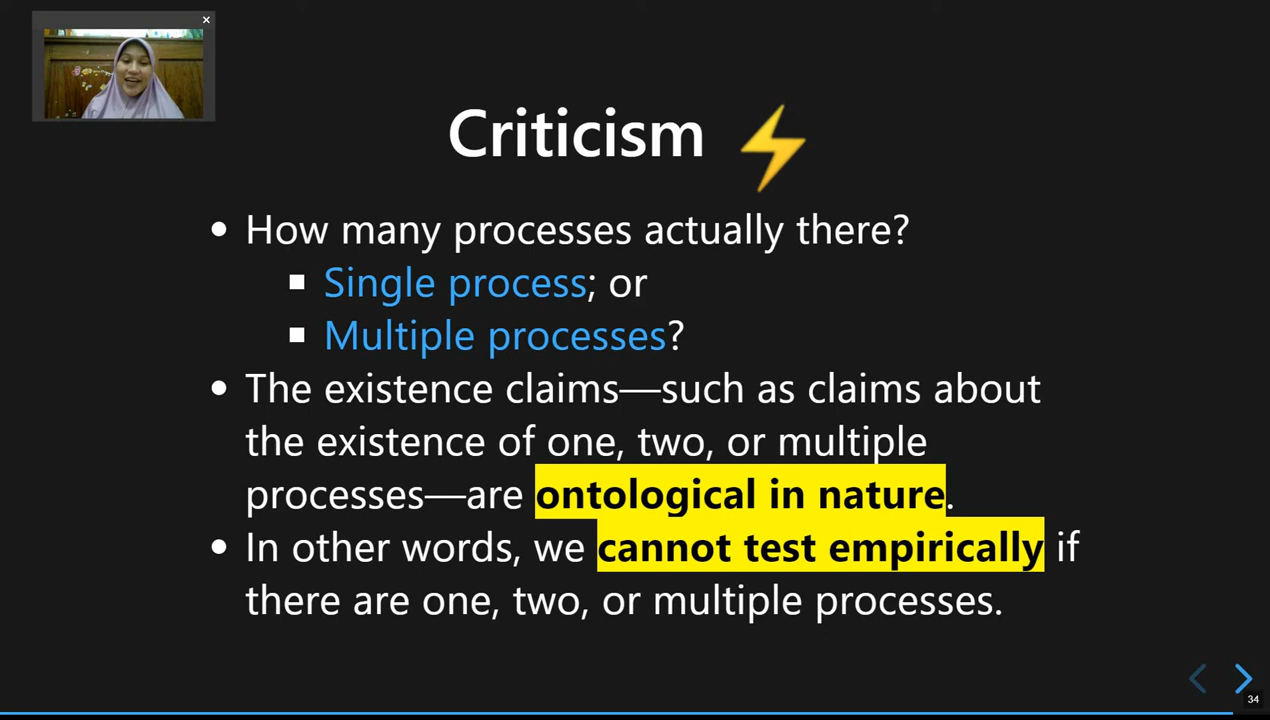 Criticism ⚡
• How many processes actually there?
▪ Single process; or
▪ Multiple processes?
• The existence claims—such as claims about
the existence of one, two, or multiple
processes—are ontological in nature.
• In other words, we cannot test empirically if
there are one, two, or multiple processes.
34